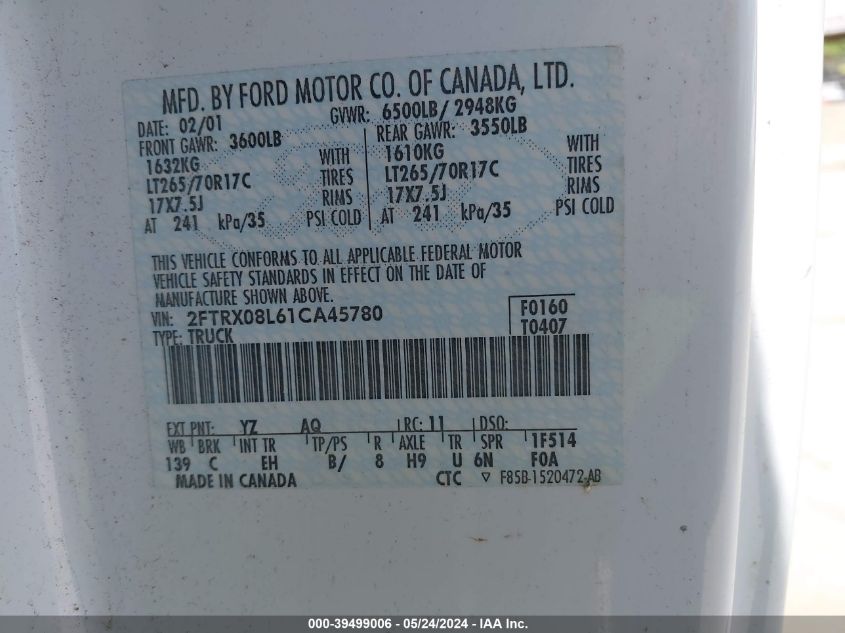 MFD. BY FORD MOTOR CO. OF CANADA, LTD.
DATE: 02/01 GVWR: 6500LB/ 2948KG
FRONT GAWR: 3600LB REAR GAWR: 3550LB
1632KG WITH 1610KG WITH
LT265/70R17C TIRES LT265/70R17C TIRES
17X7.5J RIMS 17X7.5J RIMS
AT 241 kPa/35 PSI COLD AT 241 kPa/35 PSI COLD
THIS VEHICLE CONFORMS TO ALL APPLICABLE FEDERAL MOTOR
VEHICLE SAFETY STANDARDS IN EFFECT ON THE DATE OF
MANUFACTURE SHOWN ABOVE.
VIN: 2FTRX08L61CA45780 F0160
TYPE: TRUCK T0407
EXT PNT: YZ AQ RC: 11 DSO:
WB BRK INT TR TP/PS R AXLE TR SPR 1F514
139 C EH B/ 8 H9 U 6N F0A
MADE IN CANADA CTC ▽ F85B-1520472-AB
000-39499006 - 05/24/2024 - IAA Inc.